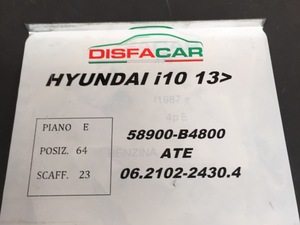 DISFACAR
HYUNDAI i10 13>
PIANO E
POSIZ. 64
SCAFF. 23
58900-B4800
ATE
06.2102-2430.4